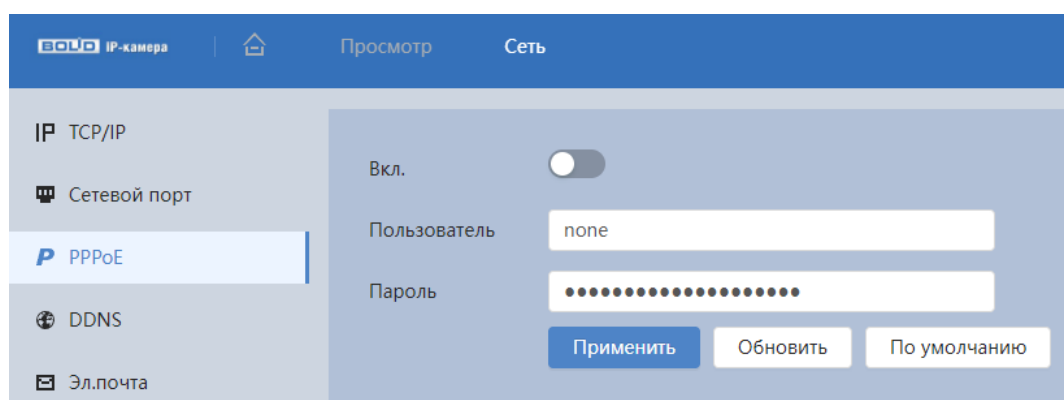 BOLID IP-камера Просмотр Сеть
TCP/IP
Сетевой порт
PPPoE
DDNS
Эл.почта
Вкл.
Пользователь none
Пароль ••••••••••••••••••••
Применить Обновить По умолчанию